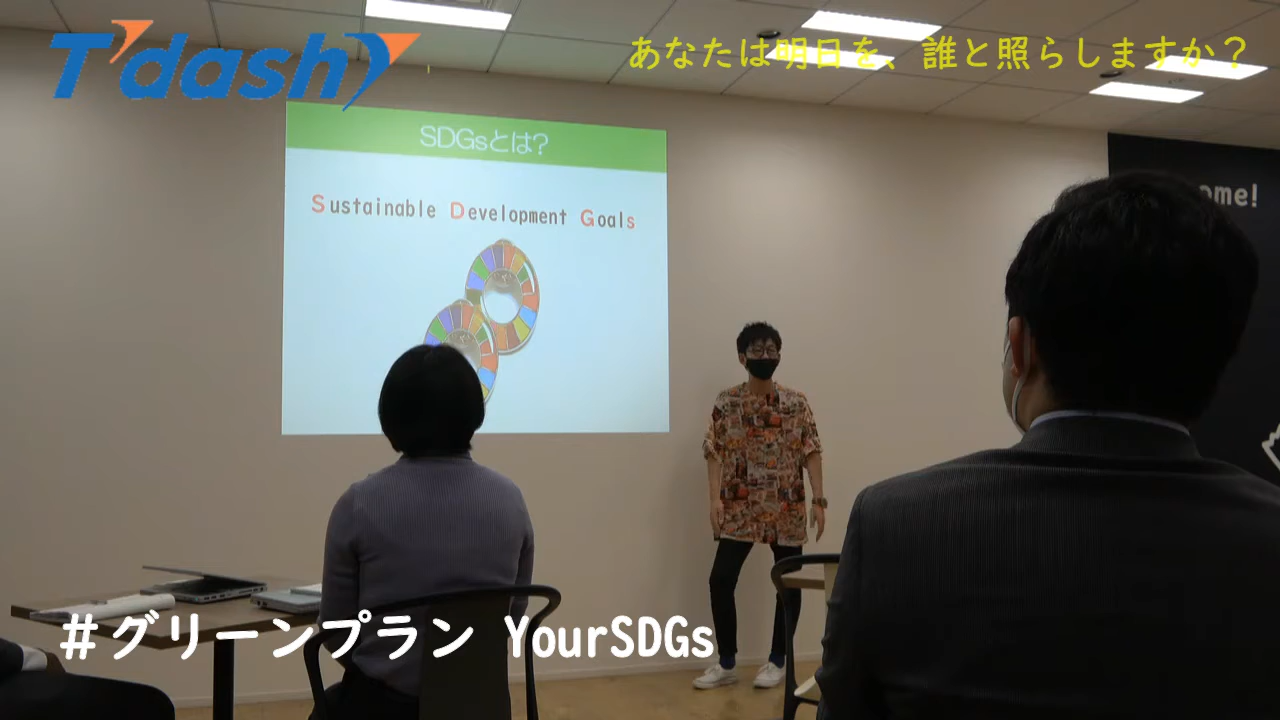 T'dash
あなたは明日を、誰と照らしますか？
SDGsとは?
Sustainable Development Goals
ome!
#グリーンプラン YourSDGs